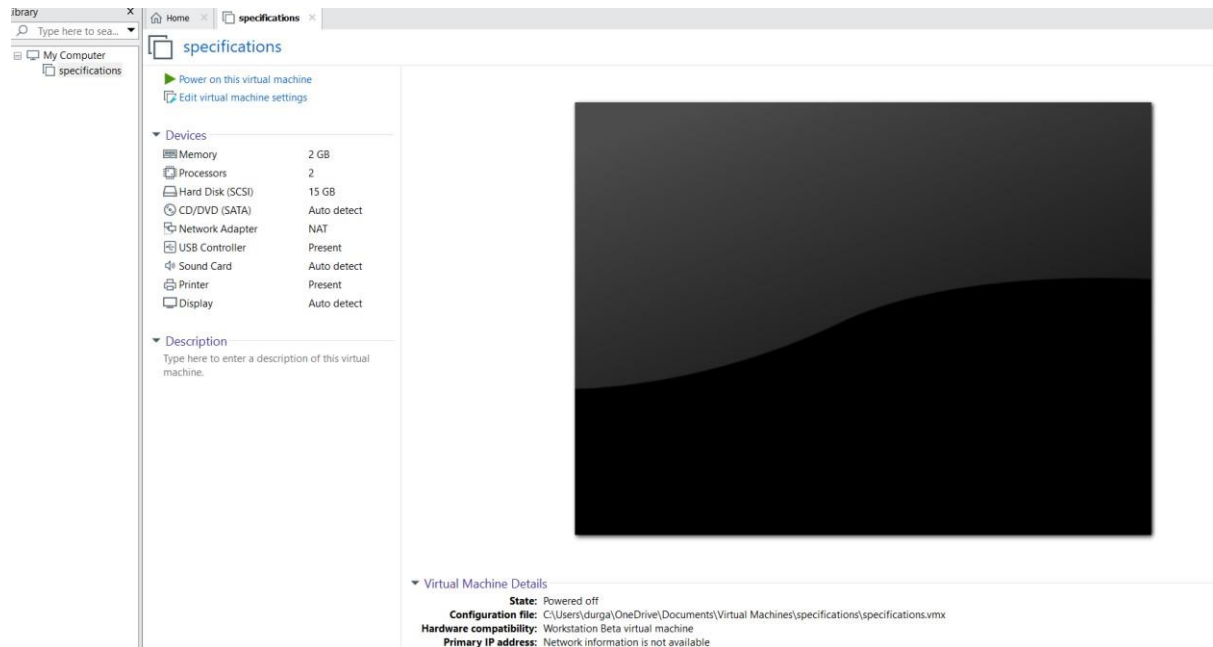 Library X
Type here to sea...
My Computer
specifications
Home X specifications X
specifications
Power on this virtual machine
Edit virtual machine settings
Devices
Memory 2 GB
Processors 2
Hard Disk (SCSI) 15 GB
CD/DVD (SATA) Auto detect
Network Adapter NAT
USB Controller Present
Sound Card Auto detect
Printer Present
Display Auto detect
Description
Type here to enter a description of this virtual
machine.
Virtual Machine Details
State: Powered off
Configuration file: C:\Users\durga\OneDrive\Documents\Virtual Machines\specifications\specifications.vmx
Hardware compatibility: Workstation Beta virtual machine
Primary IP address: Network information is not available